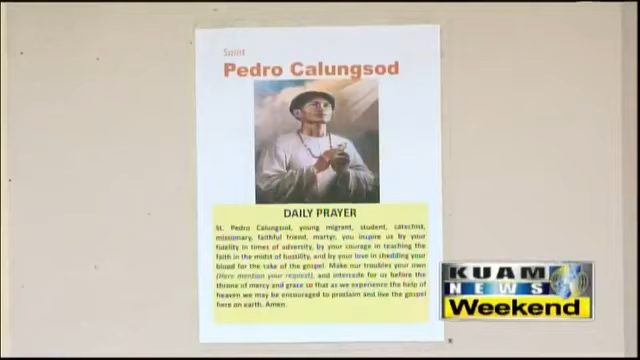 Saint
Pedro Calungsod
DAILY PRAYER
St. Pedro Calungsod, young migrant, student, catechist,
missionary, faithful friend, martyr, you inspire us by your
fidelity in times of adversity, by your courage in teaching the
faith in the midst of hostility, and by your love in shedding your
blood for the sake of the gospel. Make our troubles your own
(Here mention your request), and intercede for us before the
throne of mercy and grace so that as we experience the help of
heaven we may be encouraged to proclaim and live the gospel
here on earth. Amen.
KUAM
NEWS
Weekend